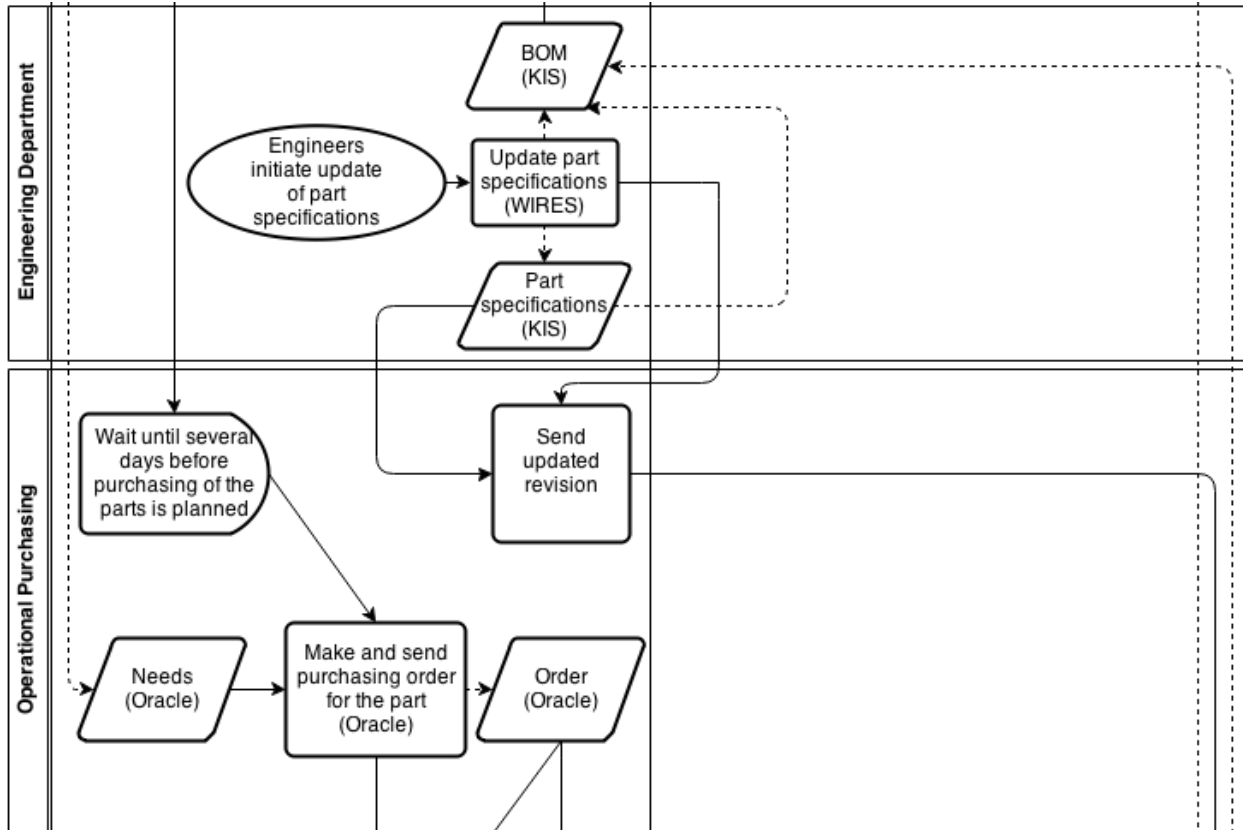 Engineering Department
BOM
(KIS)
Engineers
initiate update
of part
specifications
Update part
specifications
(WIRES)
Part
specifications
(KIS)
Operational Purchasing
Wait until several
days before
purchasing of the
parts is planned
Send
updated
revision
Needs
(Oracle)
Make and send
purchasing order
for the part
(Oracle)
Order
(Oracle)